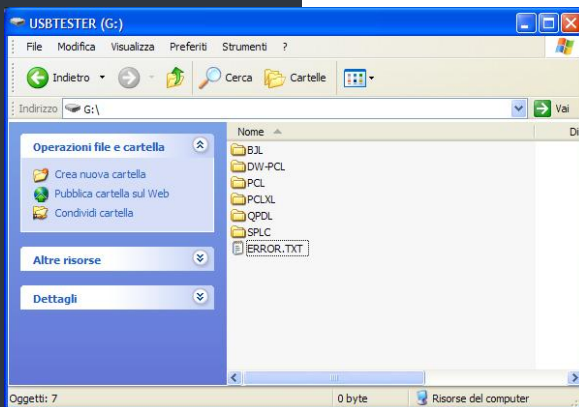 USBTESTER (G:)
File Modifica Visualizza Preferiti Strumenti ?
Indietro Cerca Cartelle
Indirizzo G:\ Vai
Nome Di
Operazioni file e cartella
Crea nuova cartella
Pubblica cartella sul Web
Condividi cartella
Altre risorse
Dettagli
BJL
DW-PCL
PCL
PCLXL
QPDL
SPLC
ERROR.TXT
Oggetti: 7 0 byte Risorse del computer